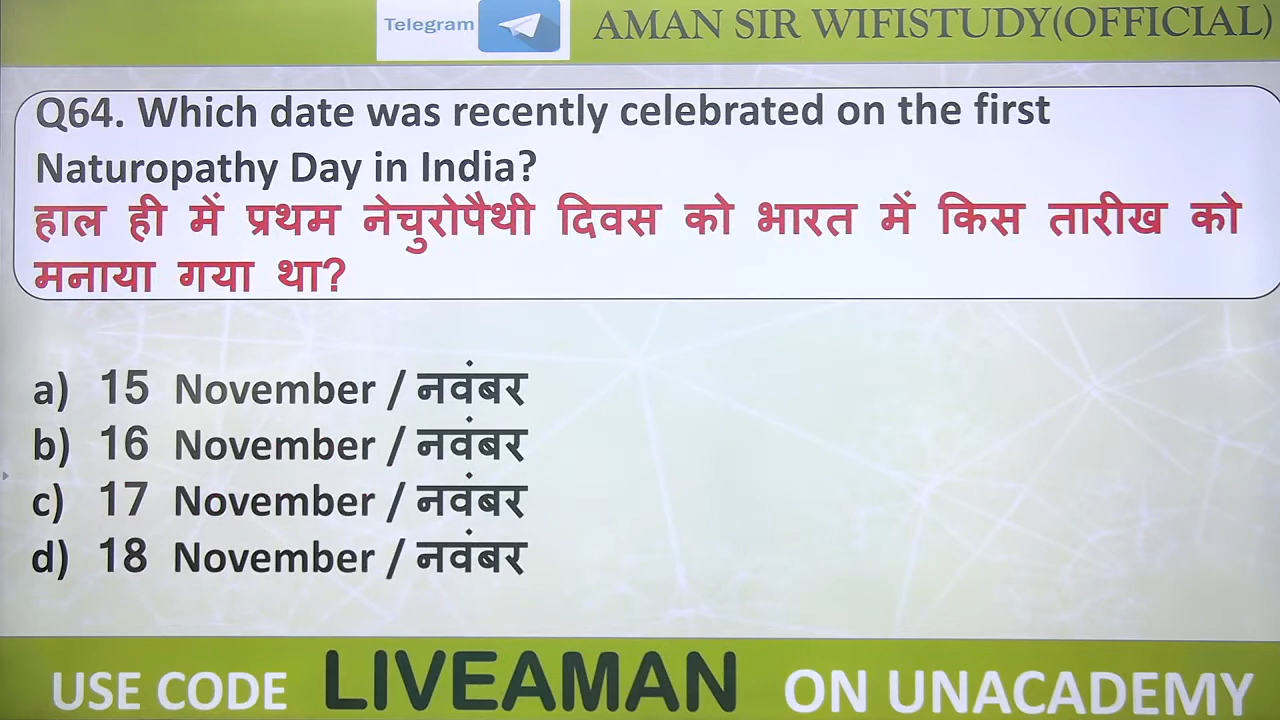 Telegram
AMAN SIR WIFISTUDY(OFFICIAL)
Q64. Which date was recently celebrated on the first
Naturopathy Day in India?
हाल ही में प्रथम नेचुरोपैथी दिवस को भारत में किस तारीख को
मनाया गया था?
a) 15 November / नवंबर
b) 16 November / नवंबर
c) 17 November / नवंबर
d) 18 November / नवंबर
USE CODE LIVEAMAN ON UNACADEMY